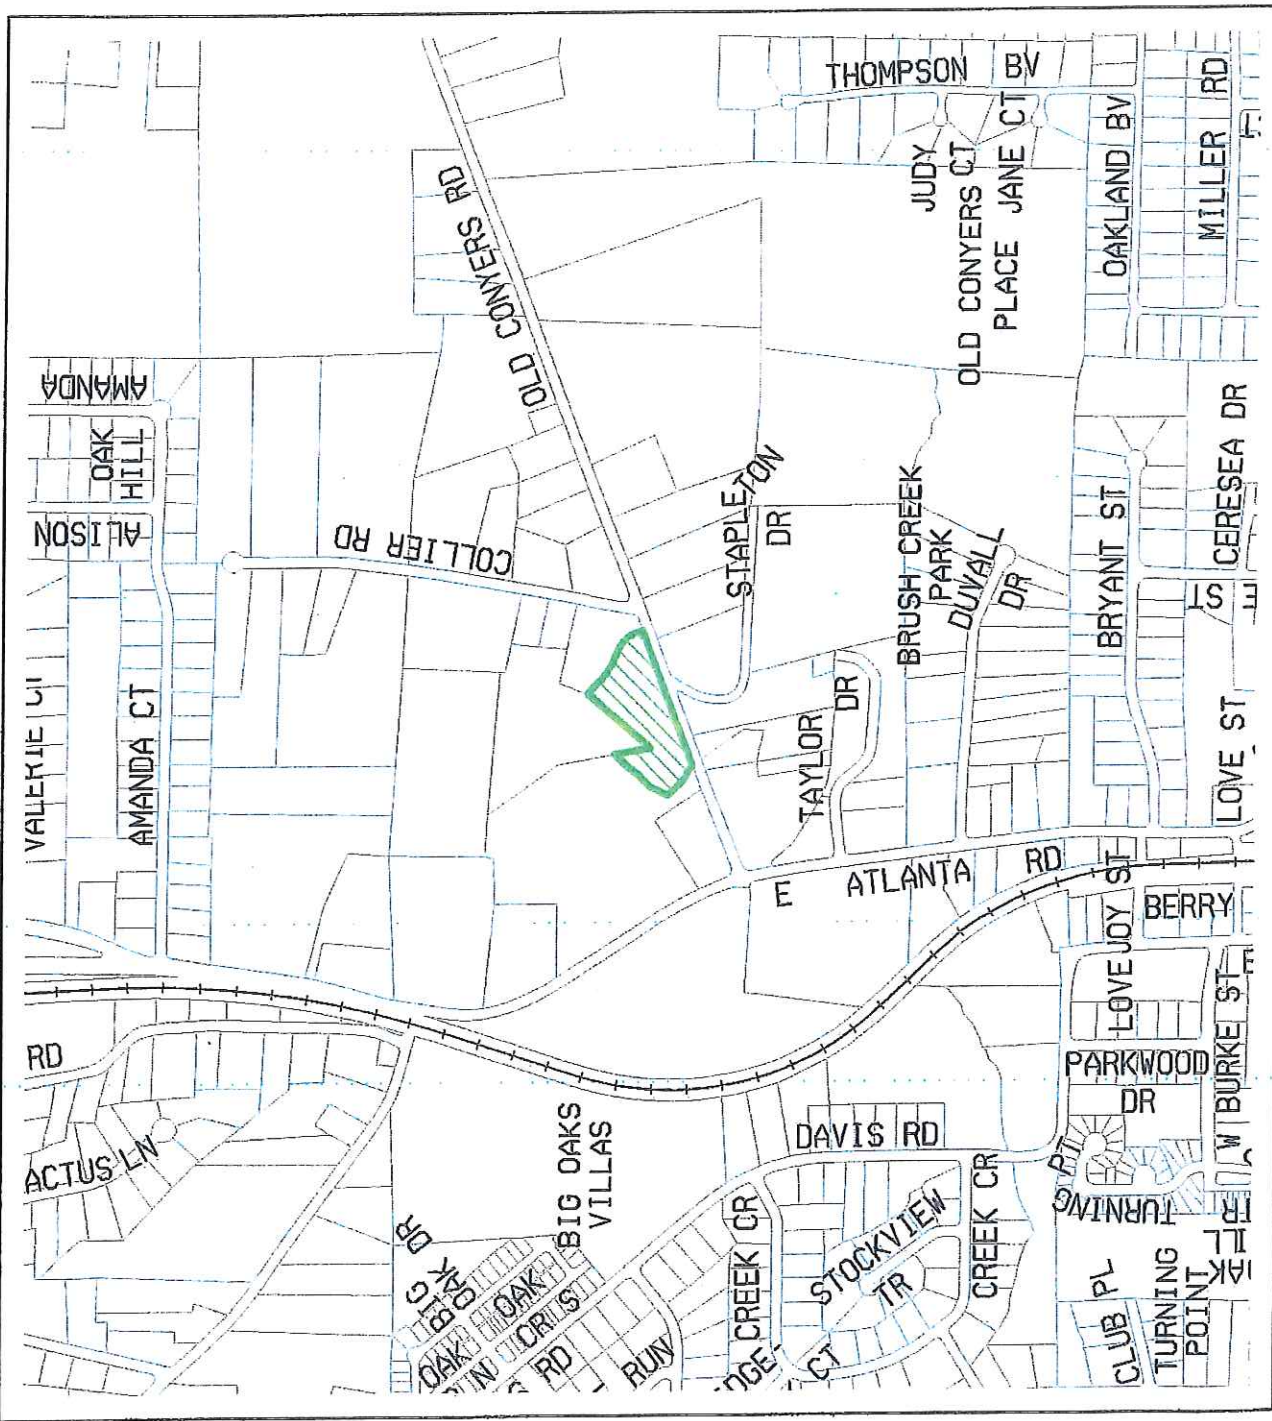 THOMPSON BV
MILLER RD
OAKLAND BV
JUDY
OLD CONYERS CT
PLACE JANE CT
OLD CONYERS RD
AMANDA
OAK
HILL
ALISON
COLLIER RD
STAPLETON
DR
BRUSH CREEK
PARK
DUVALL
DR
BRYANT ST
CERESEA DR
ST
VALERIE CT
AMANDA CT
TAYLOR
DR
LOVE ST
E ATLANTA RD
LOVEJOY ST
BERRY
W BURKE ST
RD
PARKWOOD
DR
ACTUS LN
BIG OAKS
VILLAS
DAVIS RD
TURNING PT
BIG OAK DR
OAK
OAK
CR S
RD
RUN
CREEK CR
STOCKVIEW
TR
CREEK CR
CT
CLUB PL
TURNING
POINT